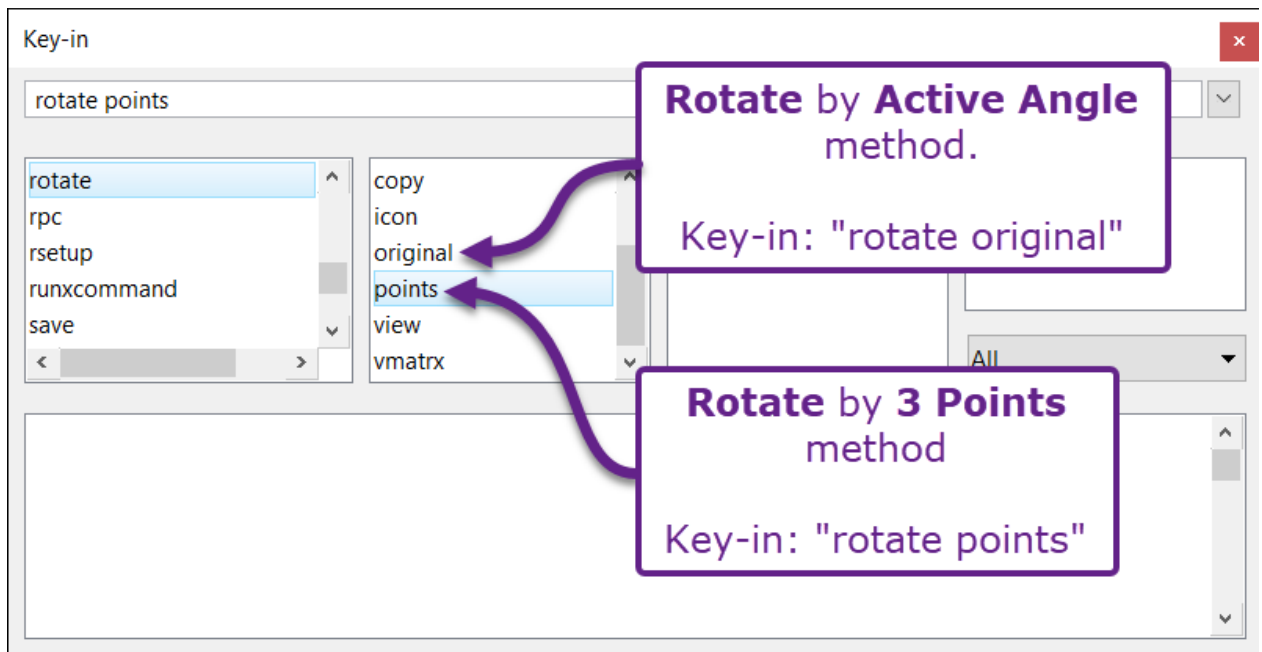 Key-in
rotate points
Rotate by Active Angle
method.
Key-in: "rotate original"
rotate
rpc
rsetup
runxcommand
save
copy
icon
original
points
view
vmatrx
All
Rotate by 3 Points
method
Key-in: "rotate points"